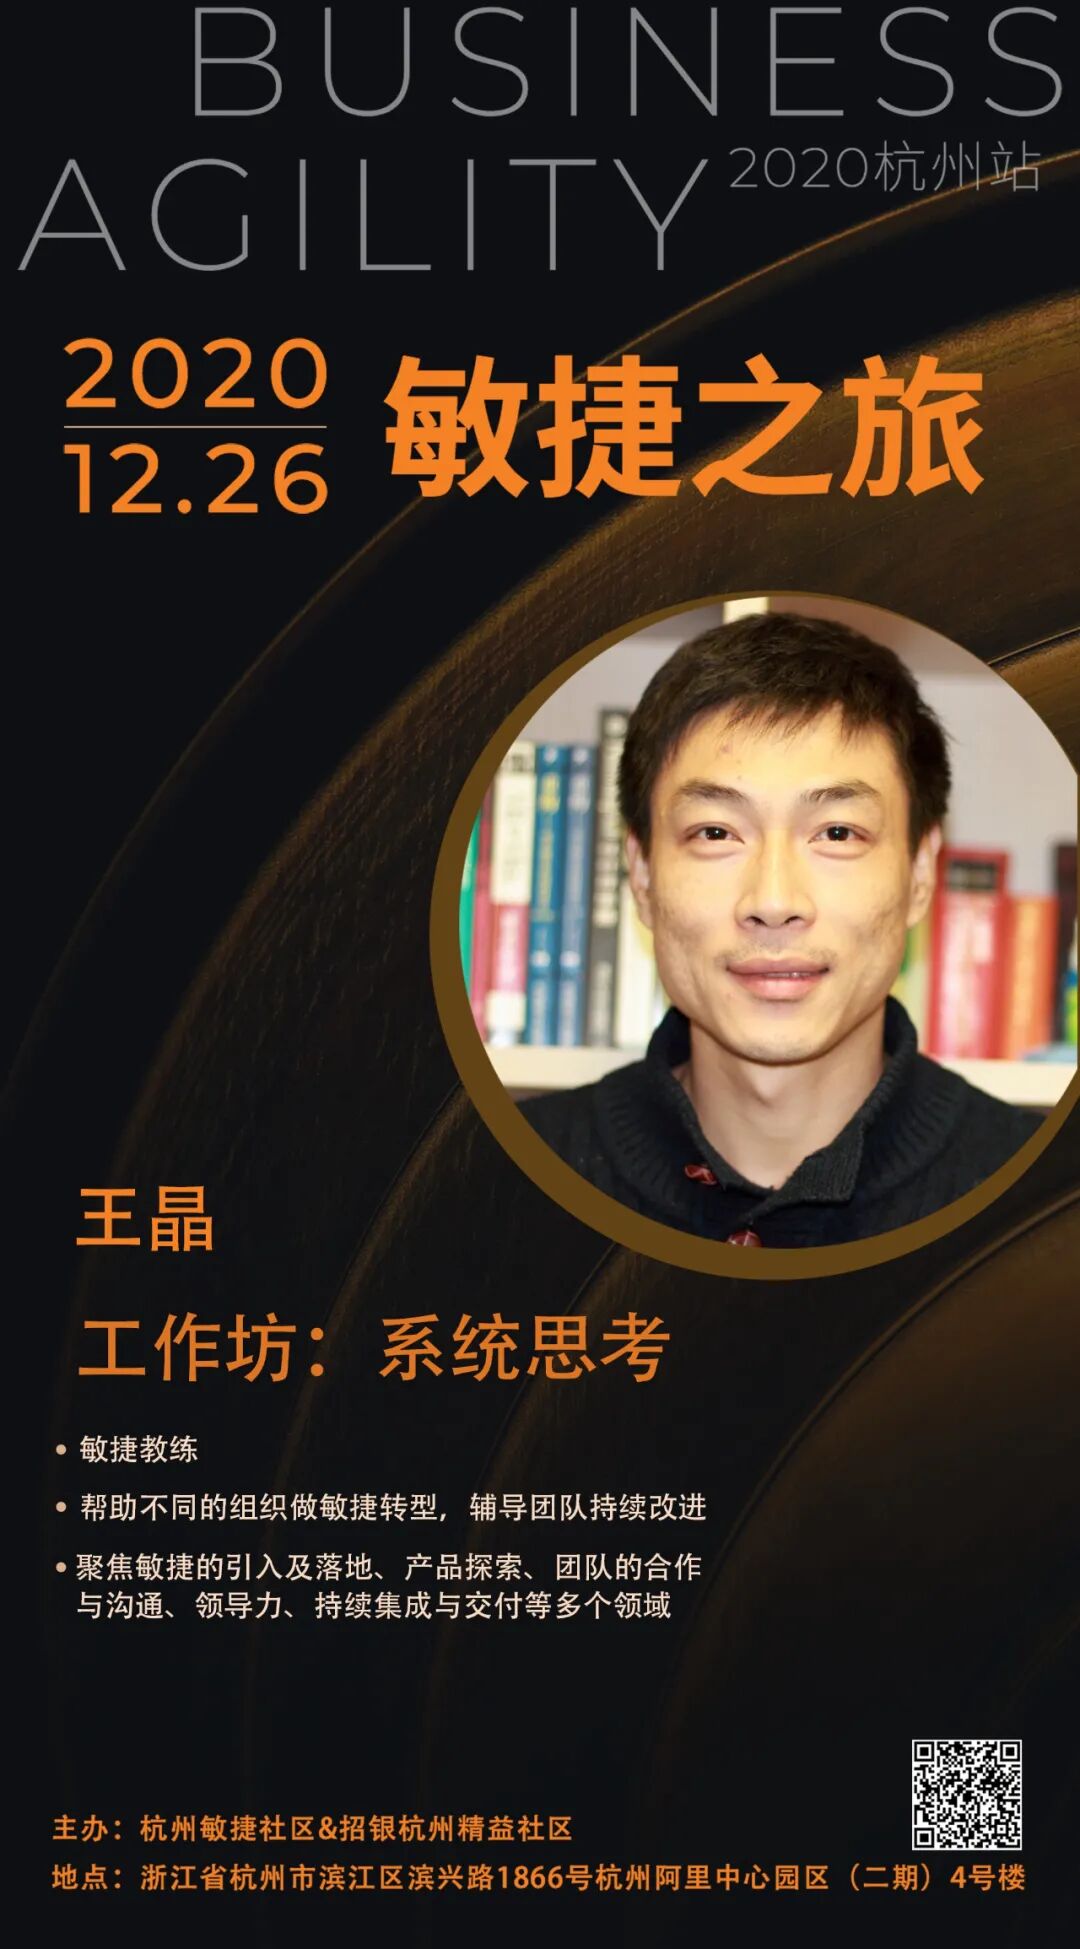 BUSINESS
AGILITY
2020杭州站
2020
12.26
敏捷之旅
王晶
工作坊：系统思考
• 敏捷教练
• 帮助不同的组织做敏捷转型，辅导团队持续改进
• 聚焦敏捷的引入及落地、产品探索、团队的合作
与沟通、领导力、持续集成与交付等多个领域
主办：杭州敏捷社区&招银杭州精益社区
地点：浙江省杭州市滨江区滨兴路1866号杭州阿里中心园区（二期）4号楼